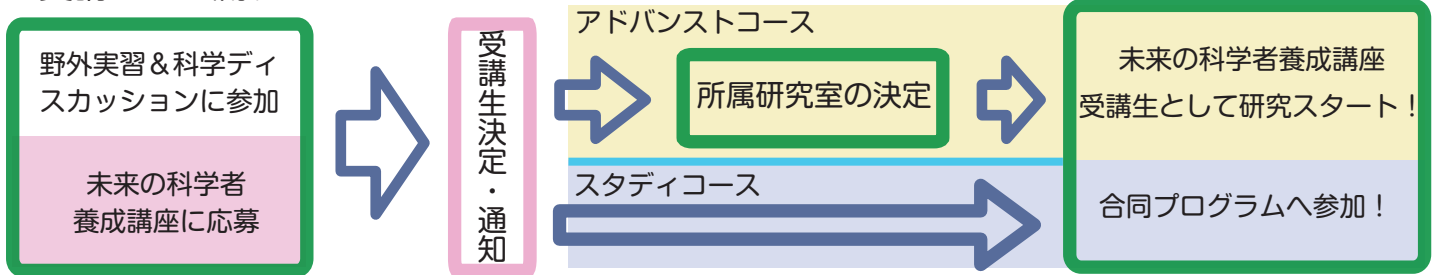 野外実習＆科学ディ
スカッションに参加
未来の科学者
養成講座に応募
受講生決定・通知
アドバンストコース
所属研究室の決定
未来の科学者養成講座
受講生として研究スタート！
スタディコース
合同プログラムへ参加！